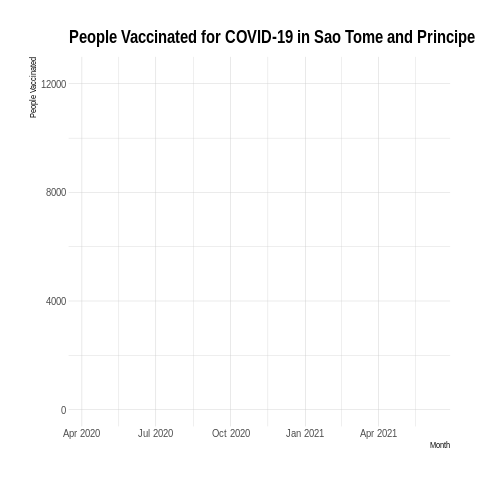 People Vaccinated for COVID-19 in Sao Tome and Principe
People Vaccinated
12000
8000
4000
0
Apr 2020 Jul 2020 Oct 2020 Jan 2021 Apr 2021
Month